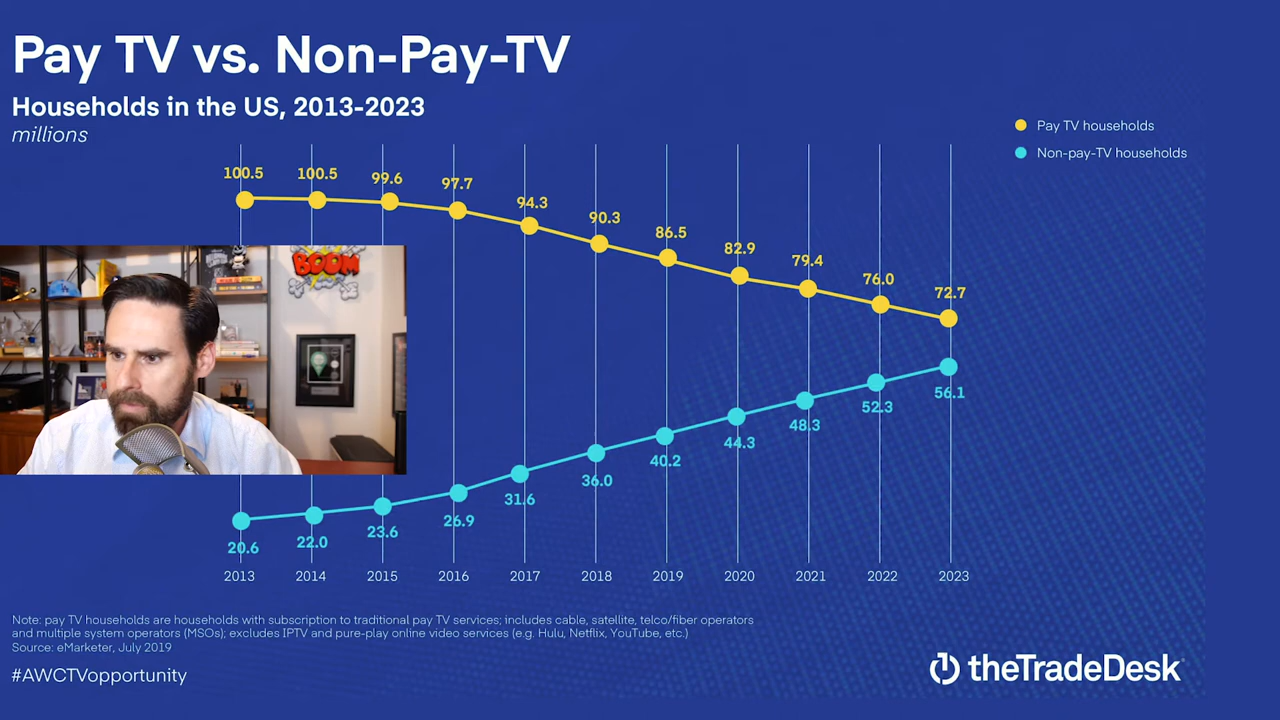 Pay TV vs. Non-Pay-TV
Households in the US, 2013-2023
millions
Pay TV households
Non-pay-TV households
100.5 100.5 99.6 97.7 94.3 90.3 86.5 82.9 79.4 76.0 72.7
BOOM
20.6 22.0 23.6 26.9 31.6 36.0 40.2 44.3 48.3 52.3 56.1
2013 2014 2015 2016 2017 2018 2019 2020 2021 2022 2023
Note: pay TV households are households with subscription to traditional pay TV services; includes cable, satellite, telco/fiber operators
and multiple system operators (MSOs); excludes IPTV and pure-play online video services (e.g. Hulu, Netflix, YouTube, etc.)
Source: eMarketer, July 2019
#AWCTVopportunity
theTradeDesk